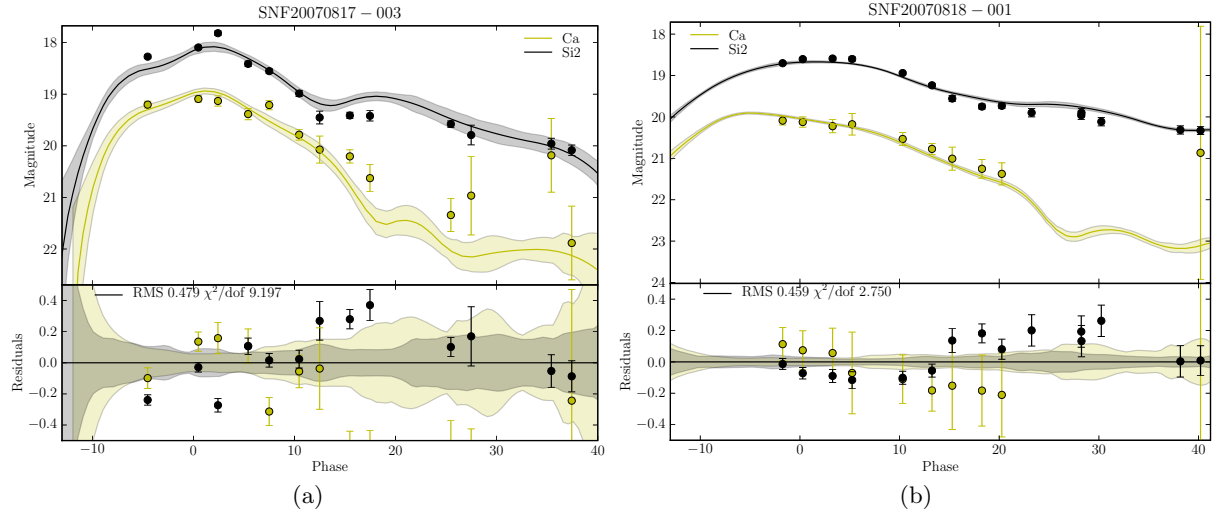 SNF20070817 − 003
Ca
Si2
18
19
20
21
22
Magnitude
RMS 0.479 χ²/dof 9.197
0.4
0.2
0.0
−0.2
−0.4
Residuals
−10 0 10 20 30 40
Phase
(a)
SNF20070818 − 001
Ca
Si2
18
19
20
21
22
23
24
Magnitude
RMS 0.459 χ²/dof 2.750
0.4
0.2
0.0
−0.2
−0.4
Residuals
−10 0 10 20 30 40
Phase
(b)